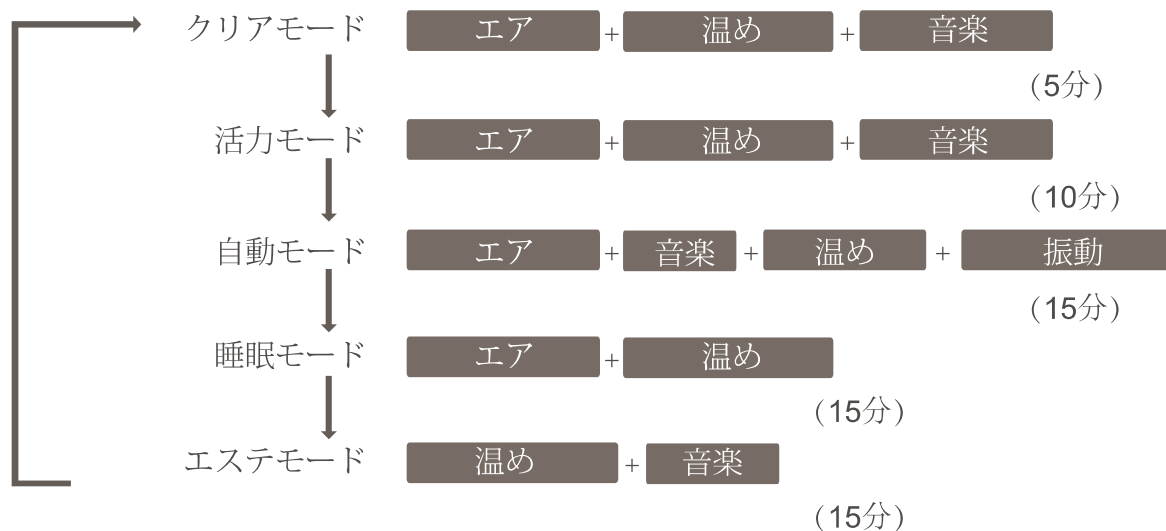 クリアモード エア + 温め + 音楽
(5分)
活力モード エア + 温め + 音楽
(10分)
自動モード エア + 音楽 + 温め + 振動
(15分)
睡眠モード エア + 温め
(15分)
エステモード 温め + 音楽
(15分)